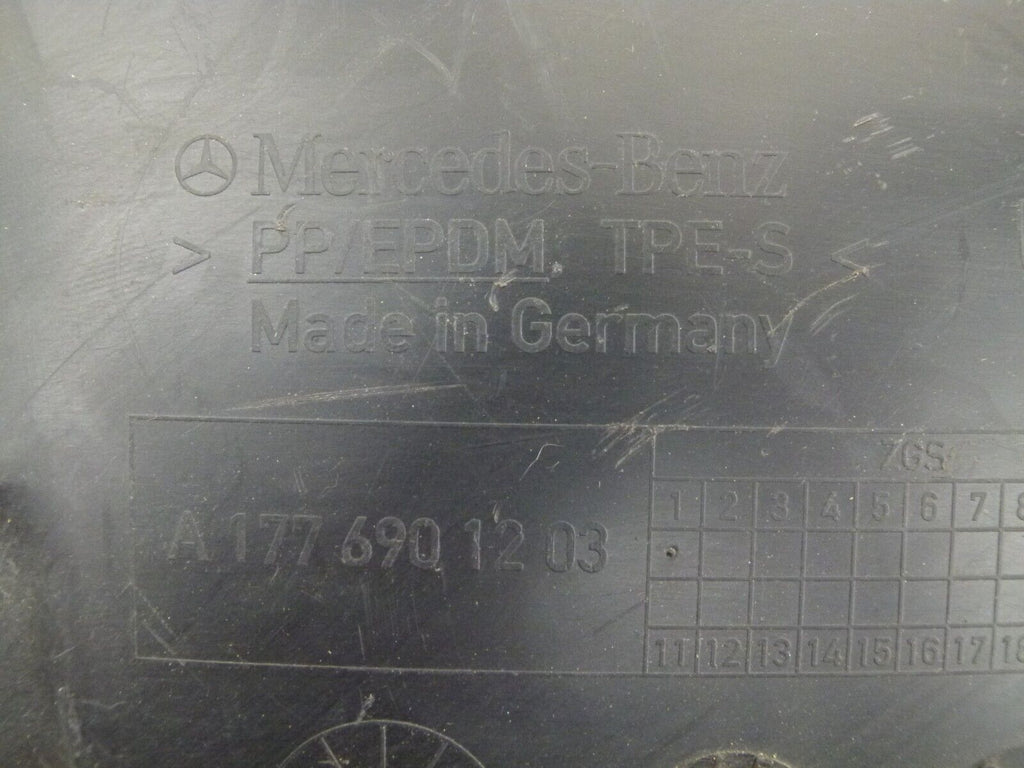 Mercedes-Benz
> PP/EPDM TPE-S <
Made in Germany
ZGS
A 177 690 12 03
1 2 3 4 5 6 7 8
11 12 13 14 15 16 17 18